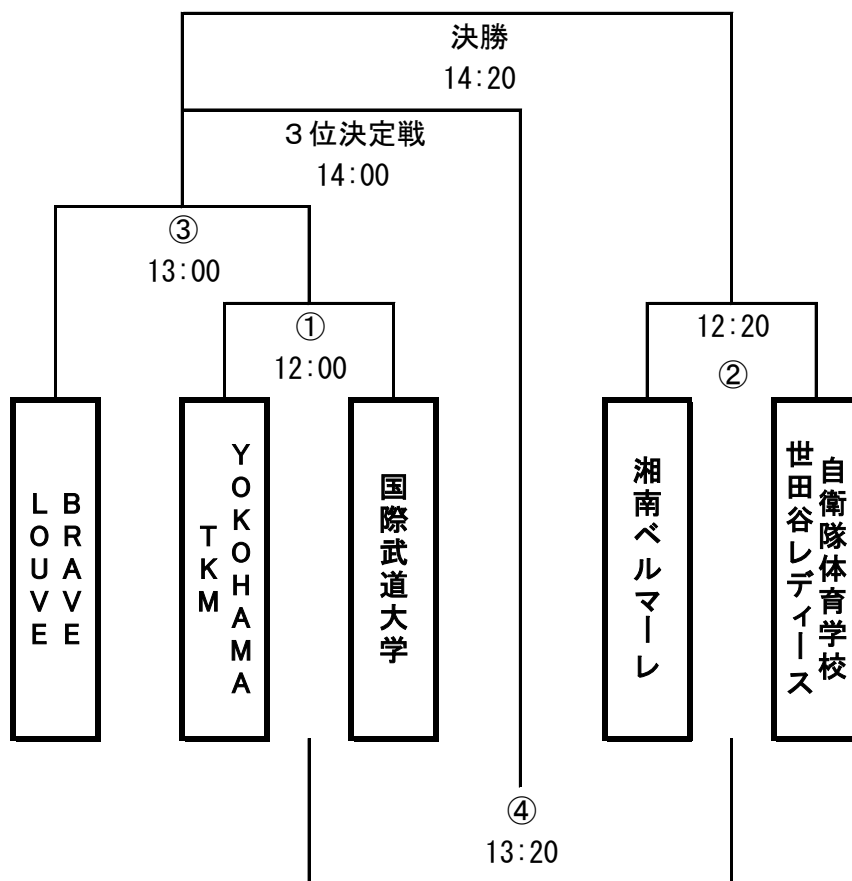 決勝
14:20
3位決定戦
14:00
③
13:00
①
12:00
12:20
②
BRAVE
LOUVE
YOKOHAMA
TKM
国際武道大学
湘南ベルマーレ
自衛隊体育学校
世田谷レディース
④
13:20